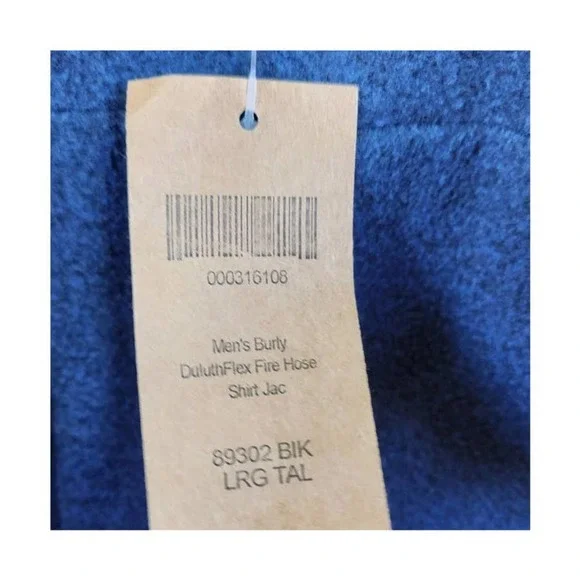 000316108
Men's Burly
DuluthFlex Fire Hose
Shirt Jac
89302 BIK
LRG TAL